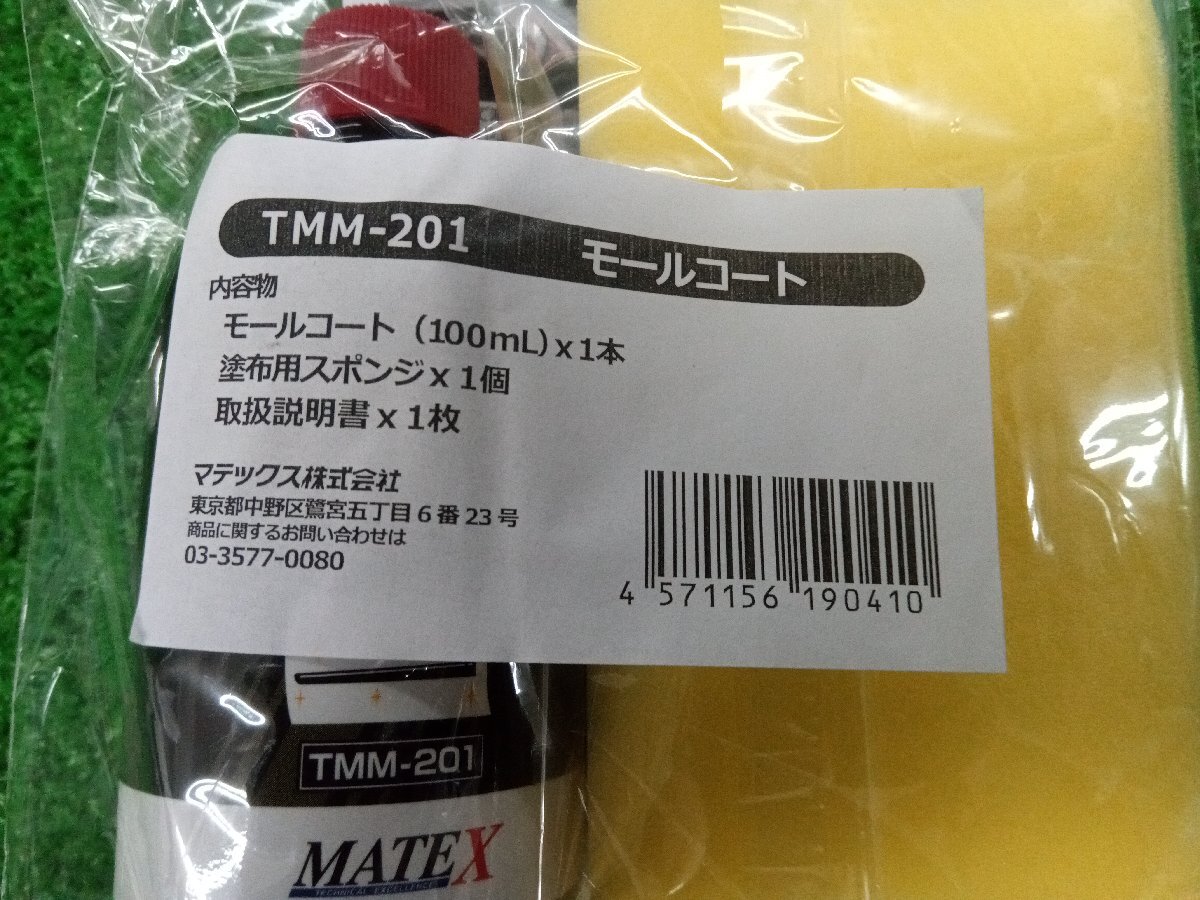 TMM-201 モールコート
内容物
モールコート (100mL) x 1本
塗布用スポンジ x 1個
取扱説明書 x 1枚
マテックス株式会社
東京都中野区鷺宮五丁目6番23号
商品に関するお問い合わせは
03-3577-0080
4 571156 190410
TMM-201
MATEX
TECHNICAL EXCELLENCE